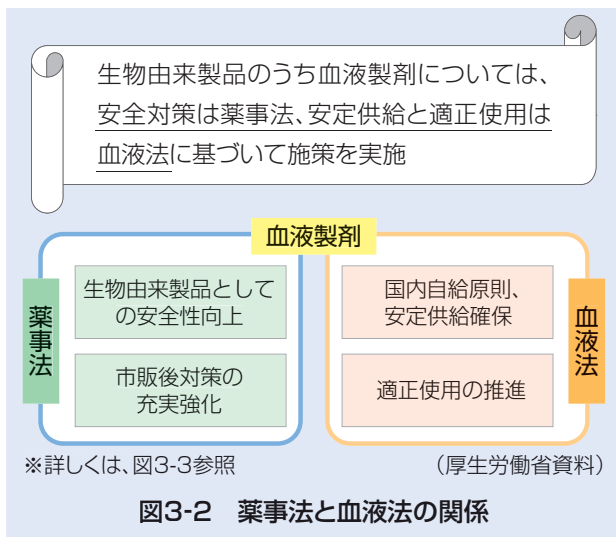 生物由来製品のうち血液製剤については、
安全対策は薬事法、安定供給と適正使用は
血液法に基づいて施策を実施
血液製剤
薬事法
生物由来製品として
の安全性向上
市販後対策の
充実強化
国内自給原則、
安定供給確保
適正使用の推進
血液法
※詳しくは、図3-3参照
（厚生労働省資料）
図3-2 薬事法と血液法の関係